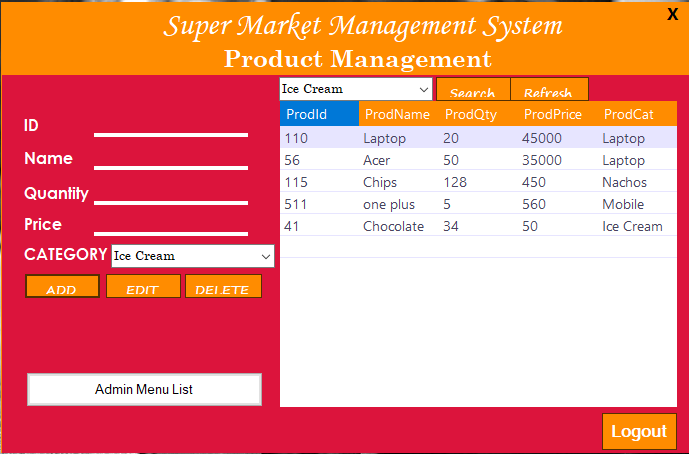 Super Market Management System
X
Product Management
Ice Cream
Search
Refresh
ID
Name
Quantity
Price
CATEGORY Ice Cream
ADD EDIT DELETE
Admin Menu List
ProdId ProdName ProdQty ProdPrice ProdCat
110 Laptop 20 45000 Laptop
56 Acer 50 35000 Laptop
115 Chips 128 450 Nachos
511 one plus 5 560 Mobile
41 Chocolate 34 50 Ice Cream
Logout